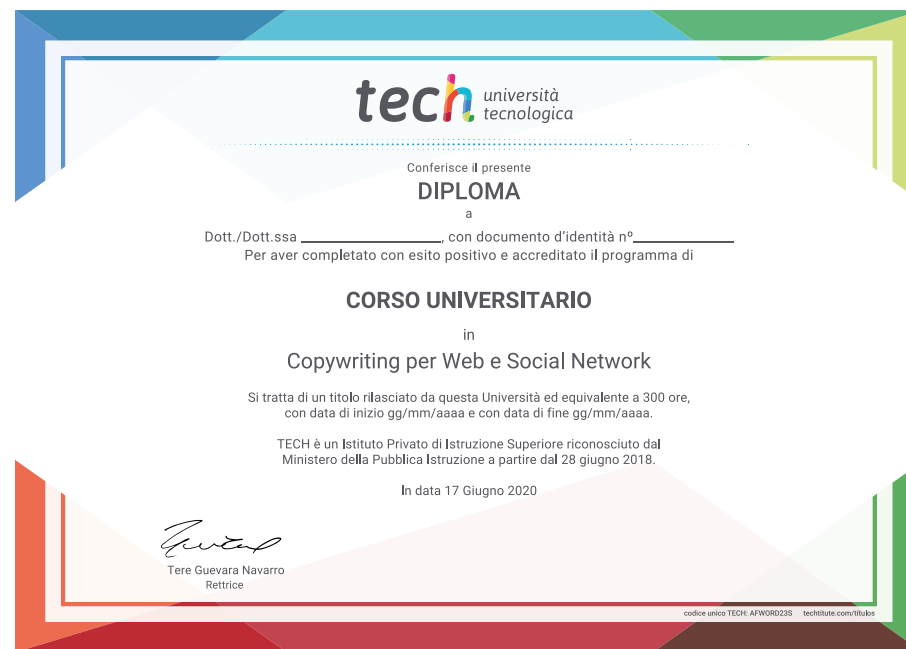 tech università
tecnologica
Conferisce il presente
DIPLOMA
a
Dott./Dott.ssa ____________________, con documento d'identità nº______________
Per aver completato con esito positivo e accreditato il programma di
CORSO UNIVERSITARIO
in
Copywriting per Web e Social Network
Si tratta di un titolo rilasciato da questa Università ed equivalente a 300 ore,
con data di inizio gg/mm/aaaa e con data di fine gg/mm/aaaa.
TECH è un Istituto Privato di Istruzione Superiore riconosciuto dal
Ministero della Pubblica Istruzione a partire dal 28 giugno 2018.
In data 17 Giugno 2020
Tere Guevara Navarro
Rettrice
codice unico TECH: AFWORD23S techtitute.com/títulos